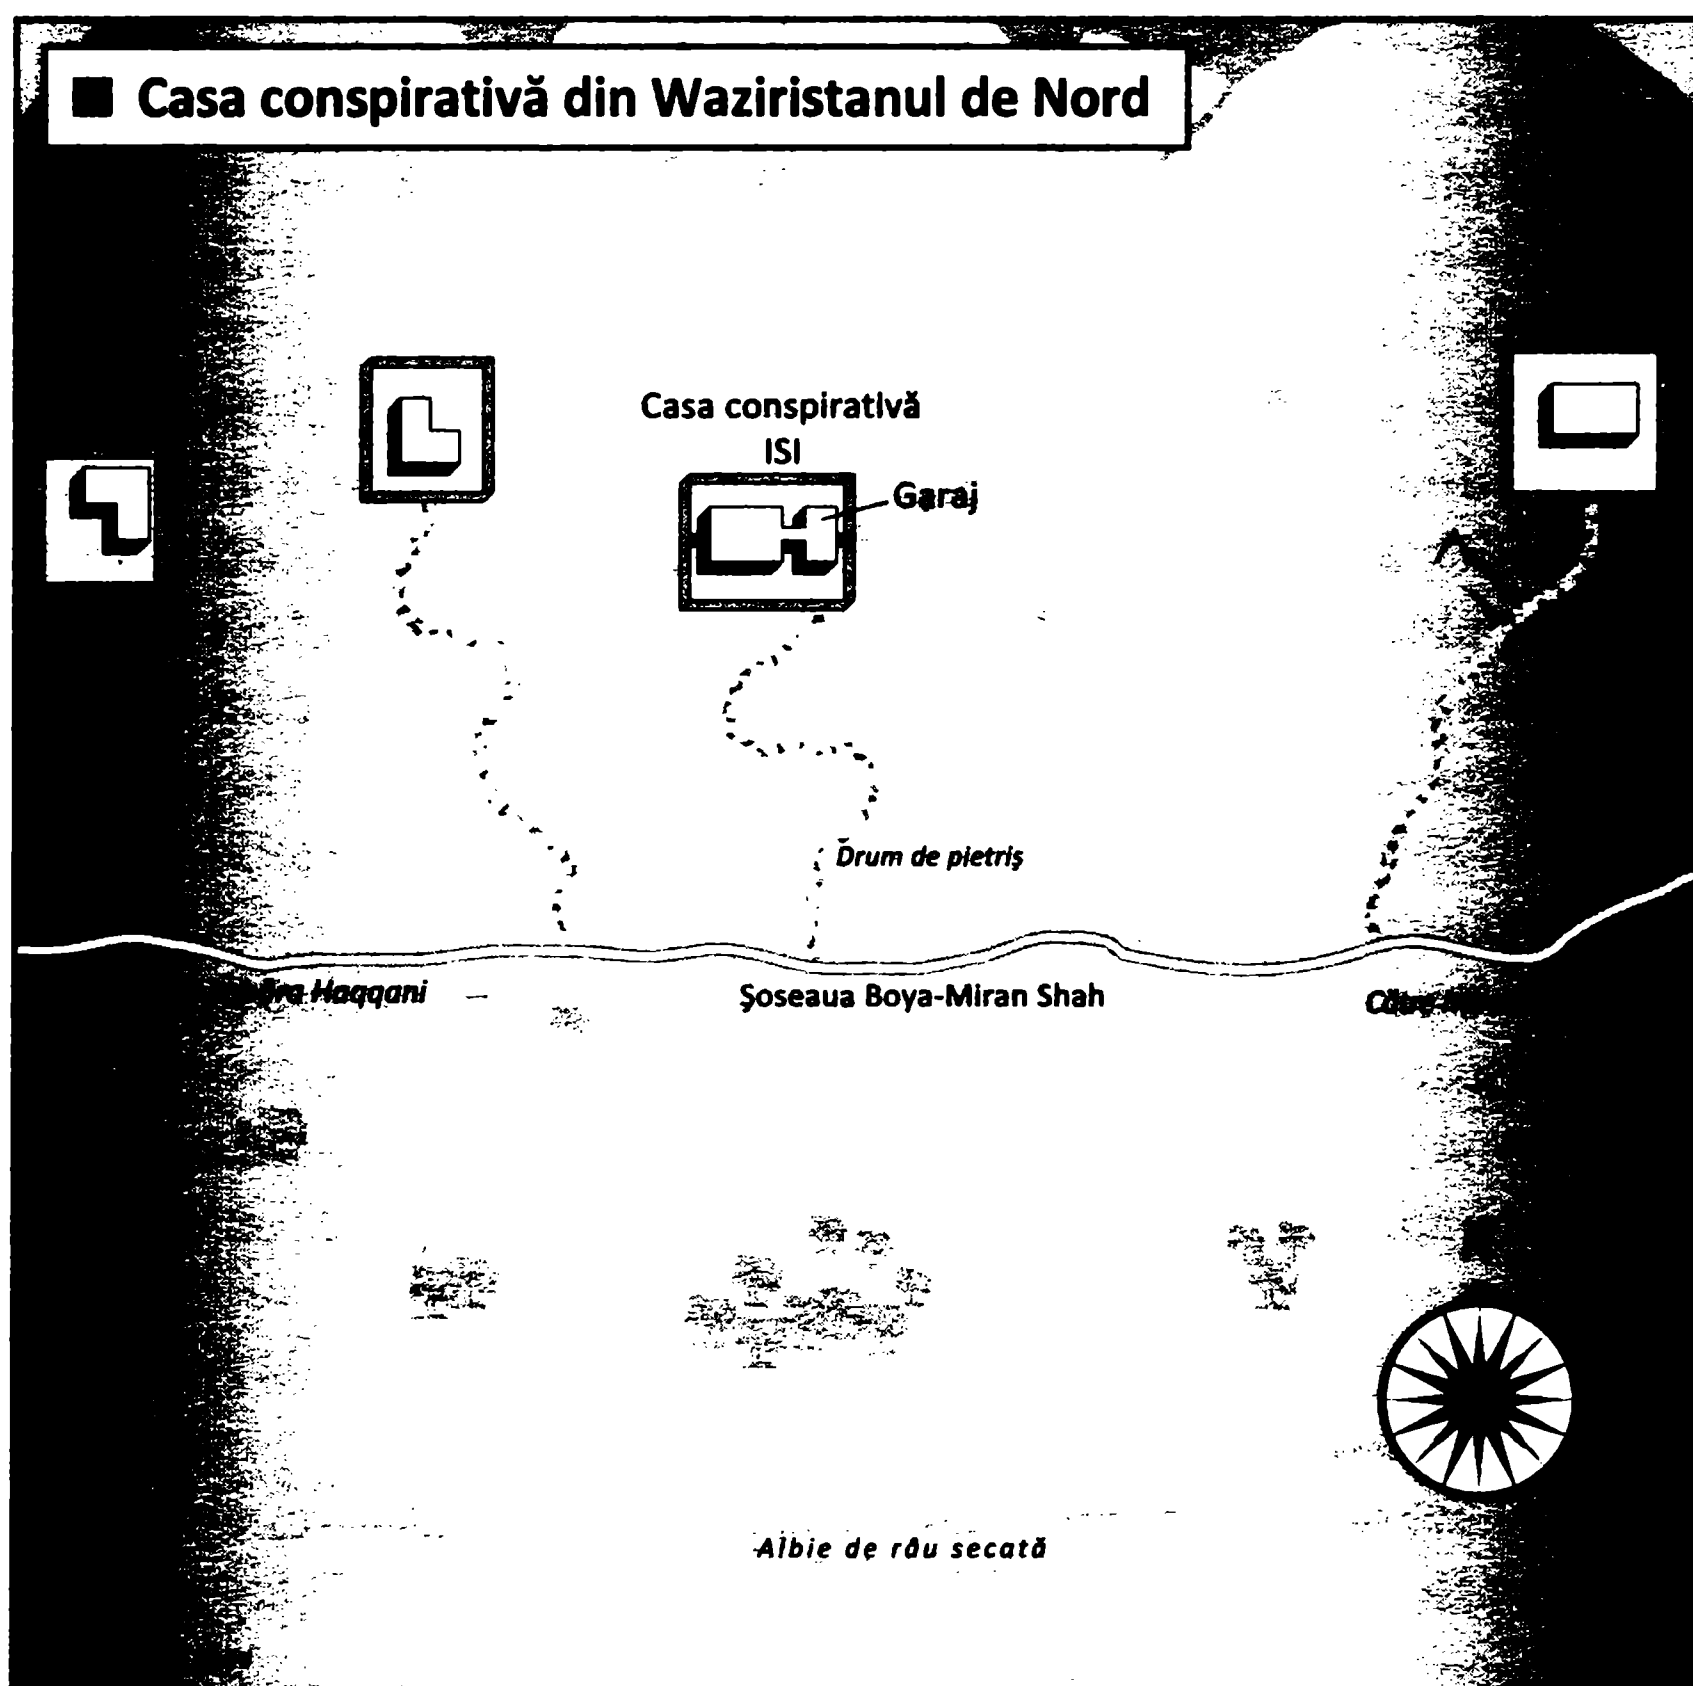 Casa conspirativă din Waziristanul de Nord
Casa conspirativă
ISI
Garaj
Drum de pietriş
Haqqani
Şoseaua Boya-Miran Shah
Către
Albie de râu secată